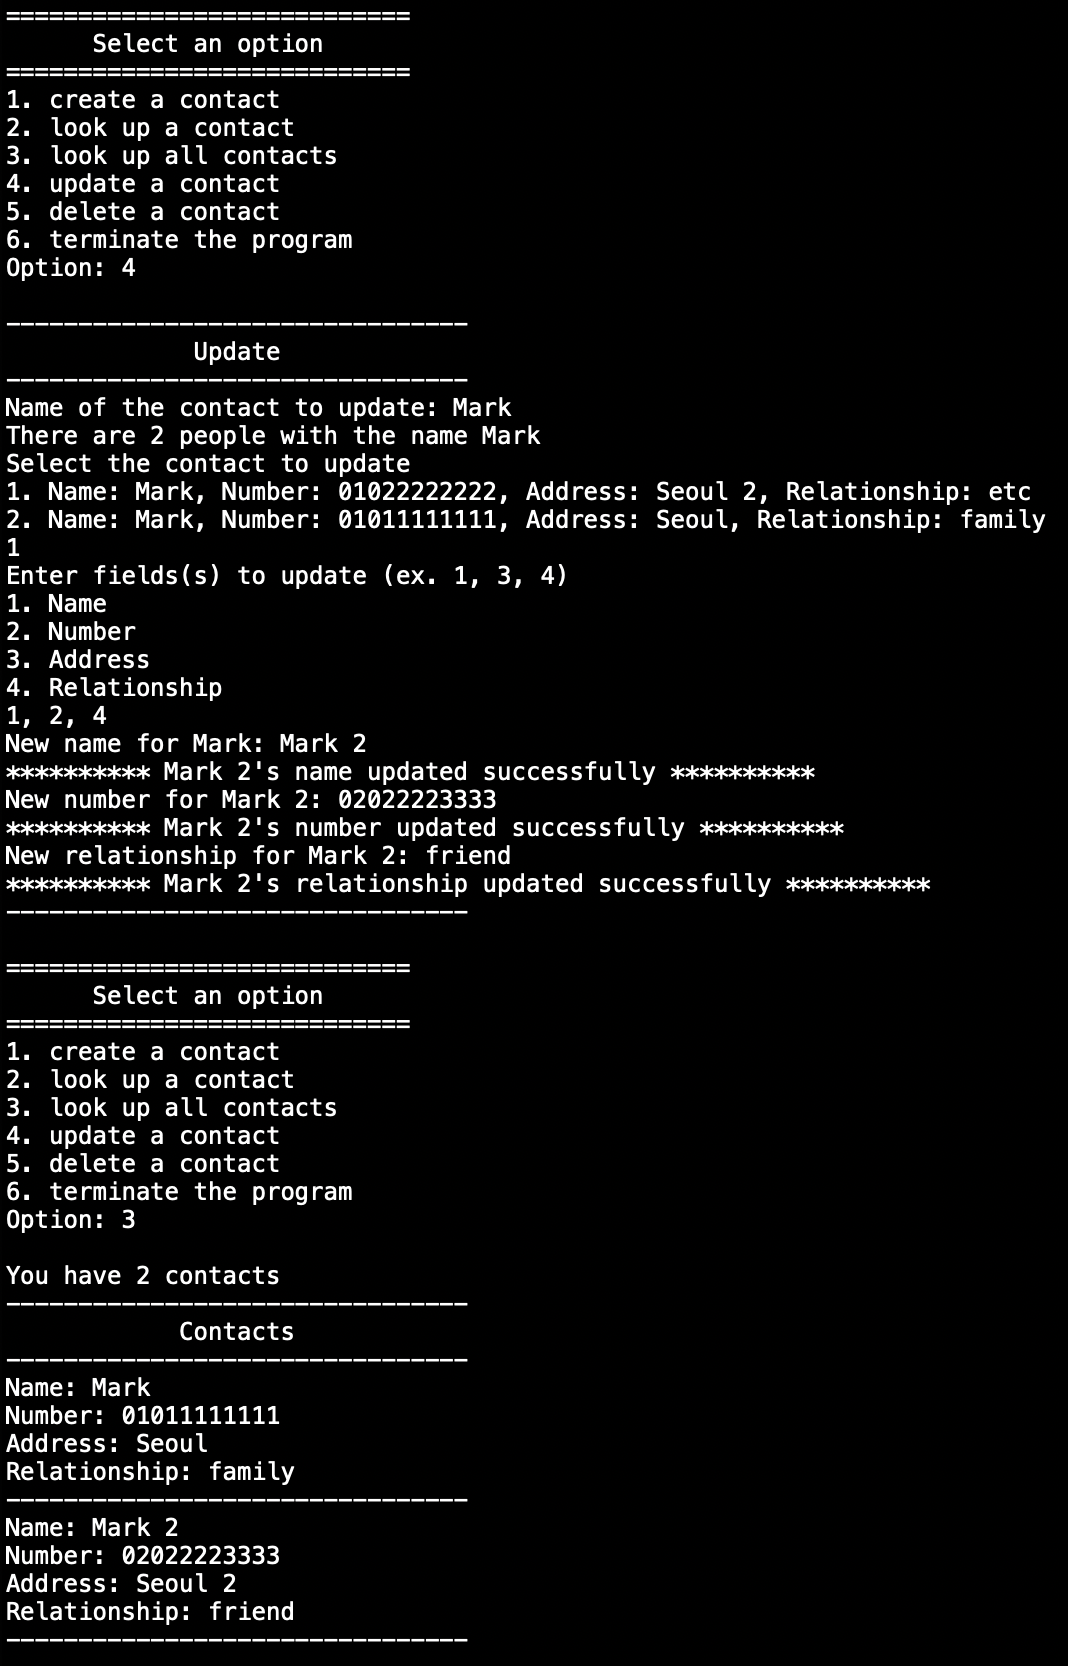 ============================
      Select an option
============================
1. create a contact
2. look up a contact
3. look up all contacts
4. update a contact
5. delete a contact
6. terminate the program
Option: 4

--------------------------------
             Update
--------------------------------
Name of the contact to update: Mark
There are 2 people with the name Mark
Select the contact to update
1. Name: Mark, Number: 01022222222, Address: Seoul 2, Relationship: etc
2. Name: Mark, Number: 01011111111, Address: Seoul, Relationship: family
1
Enter fields(s) to update (ex. 1, 3, 4)
1. Name
2. Number
3. Address
4. Relationship
1, 2, 4
New name for Mark: Mark 2
********** Mark 2's name updated successfully **********
New number for Mark 2: 02022223333
********** Mark 2's number updated successfully **********
New relationship for Mark 2: friend
********** Mark 2's relationship updated successfully **********
--------------------------------

============================
      Select an option
============================
1. create a contact
2. look up a contact
3. look up all contacts
4. update a contact
5. delete a contact
6. terminate the program
Option: 3

You have 2 contacts
--------------------------------
            Contacts
--------------------------------
Name: Mark
Number: 01011111111
Address: Seoul
Relationship: family
--------------------------------
Name: Mark 2
Number: 02022223333
Address: Seoul 2
Relationship: friend
--------------------------------